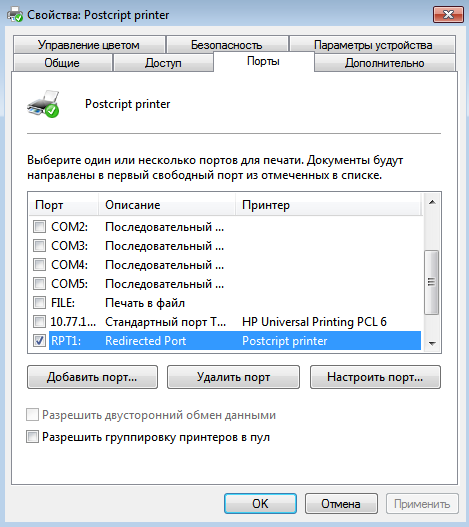 Свойства: Postcript printer
Управление цветом Безопасность Параметры устройства
Общие Доступ Порты Дополнительно
Postcript printer
Выберите один или несколько портов для печати. Документы будут
направлены в первый свободный порт из отмеченных в списке.
Порт Описание Принтер
COM2: Последовательный ...
COM3: Последовательный ...
COM4: Последовательный ...
COM5: Последовательный ...
FILE: Печать в файл
10.77.1... Стандартный порт T... HP Universal Printing PCL 6
RPT1: Redirected Port Postcript printer
Добавить порт... Удалить порт Настроить порт...
Разрешить двусторонний обмен данными
Разрешить группировку принтеров в пул
OK Отмена Применить